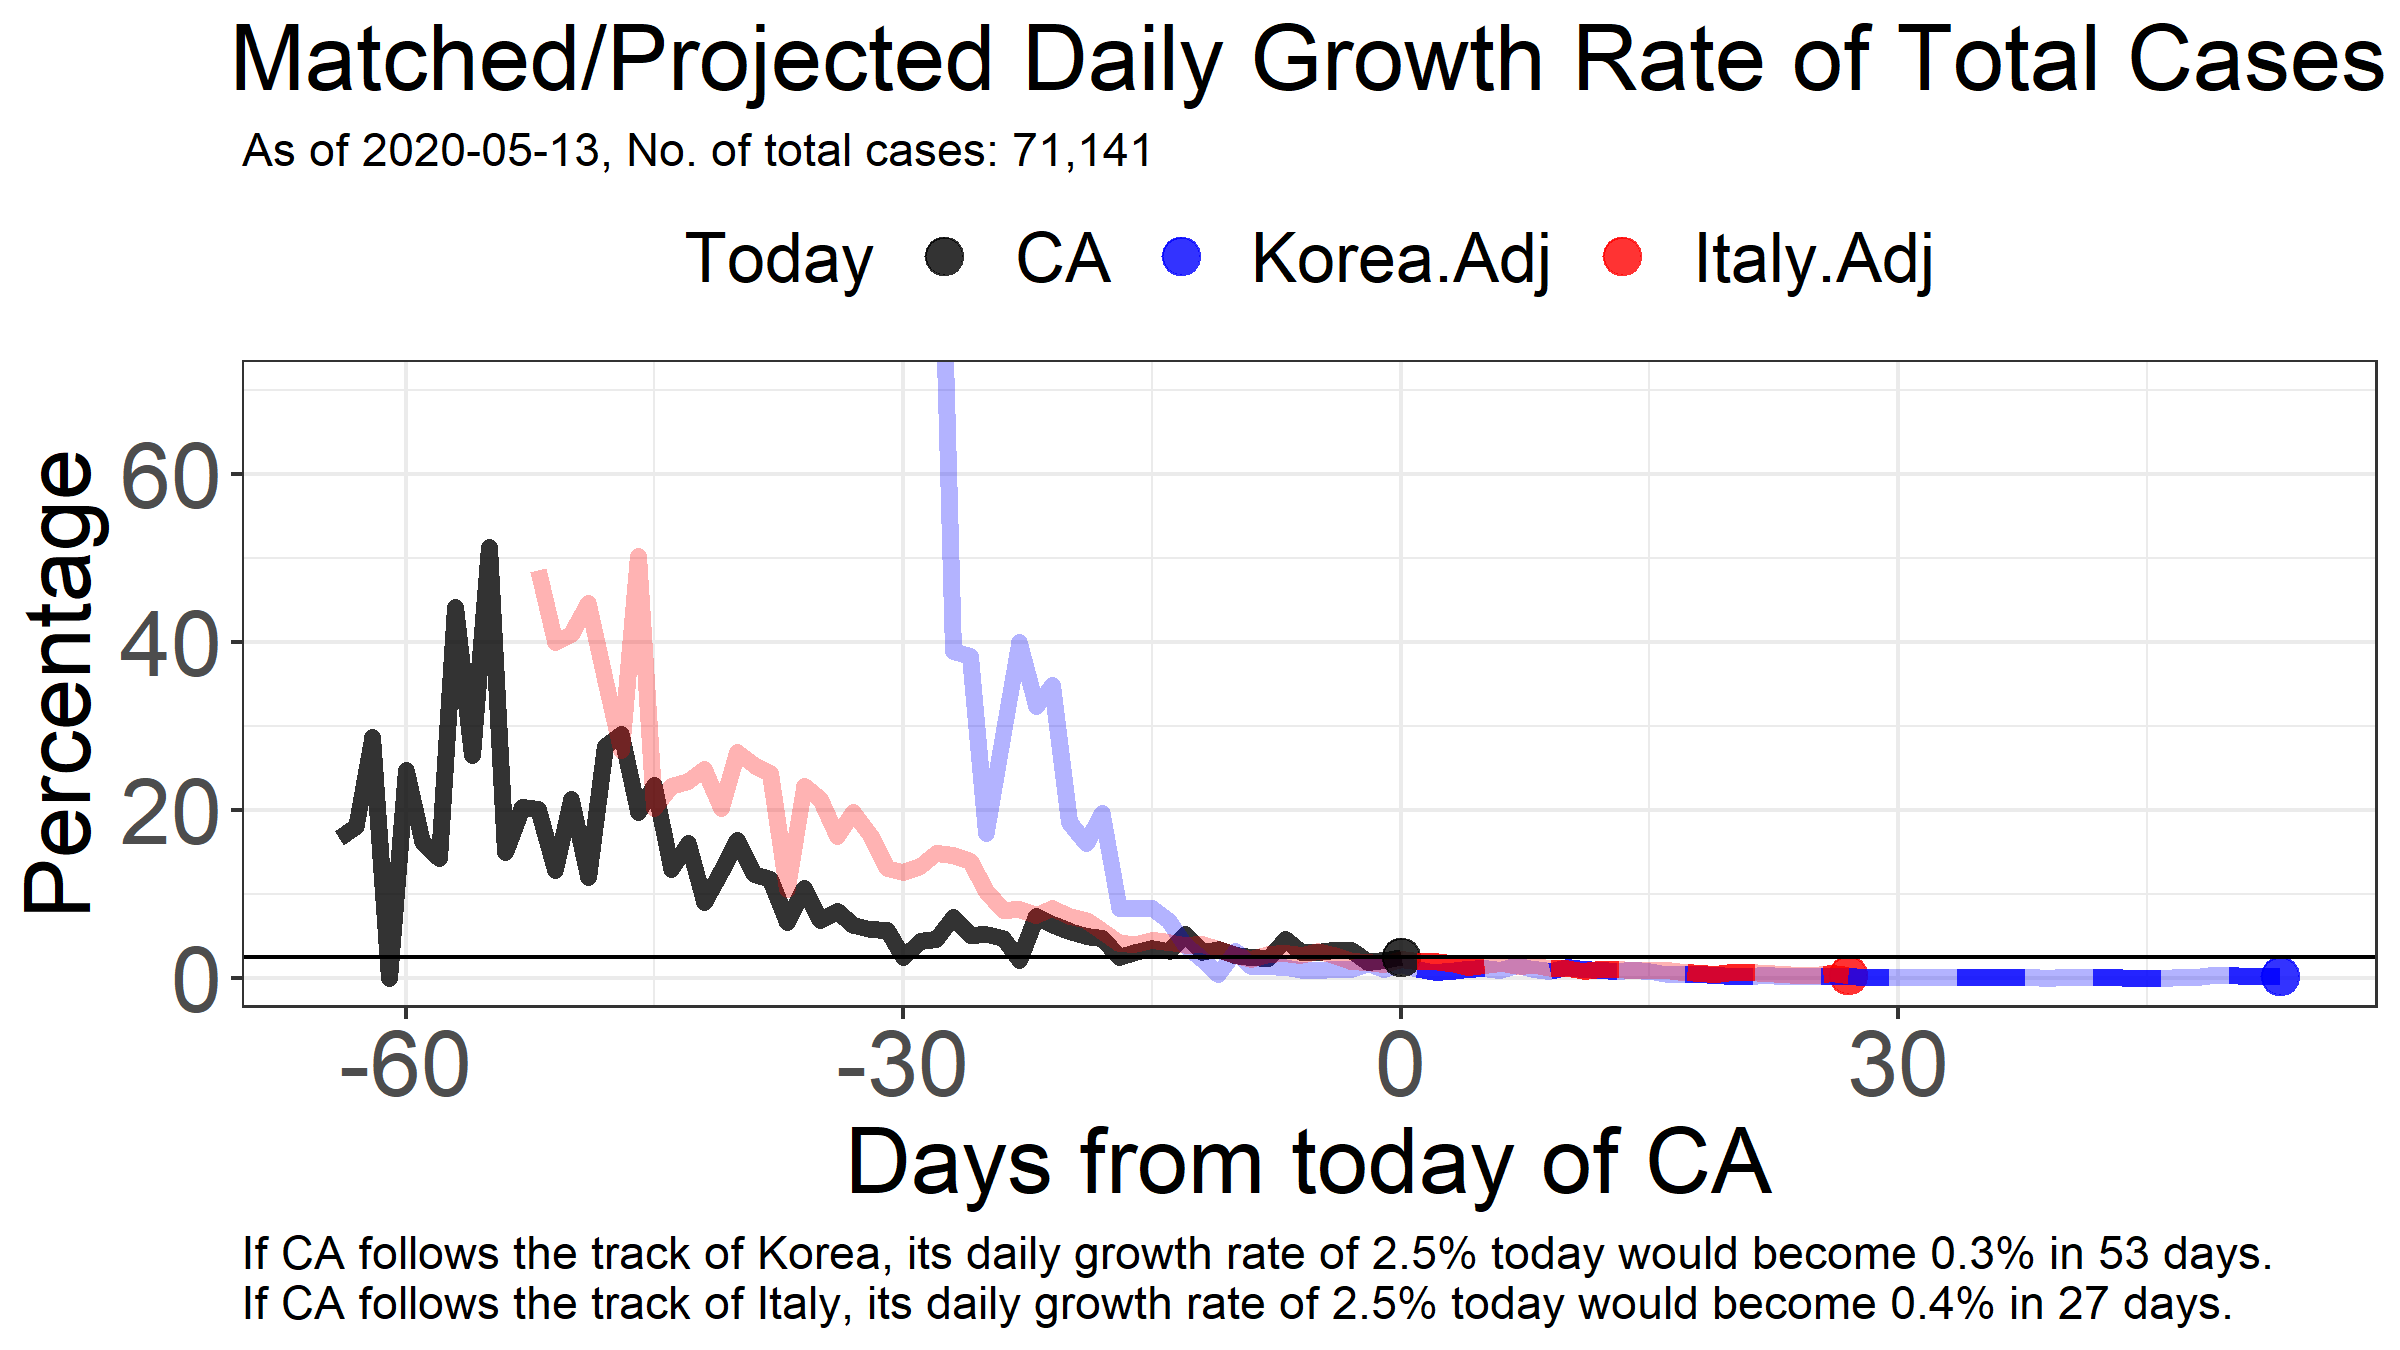 Matched/Projected Daily Growth Rate of Total Cases
As of 2020-05-13, No. of total cases: 71,141
Today CA Korea.Adj Italy.Adj
Percentage
60
40
20
0
-60 -30 0 30
Days from today of CA
If CA follows the track of Korea, its daily growth rate of 2.5% today would become 0.3% in 53 days.
If CA follows the track of Italy, its daily growth rate of 2.5% today would become 0.4% in 27 days.